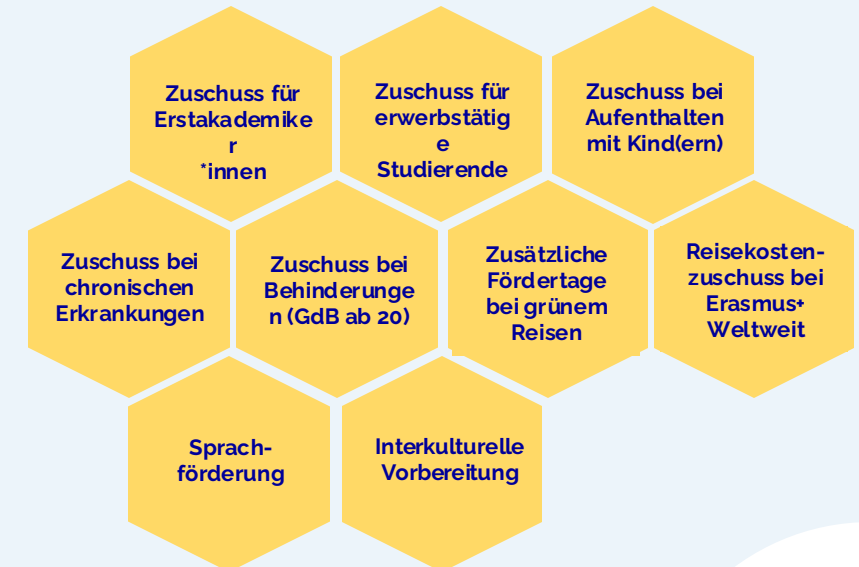 Zuschuss für
Erstakademike
r
*innen
Zuschuss für
erwerbstätig
e
Studierende
Zuschuss bei
Aufenthalten
mit Kind(ern)
Zuschuss bei
chronischen
Erkrankungen
Zuschuss bei
Behinderunge
n (GdB ab 20)
Zusätzliche
Fördertage
bei grünem
Reisen
Reisekosten-
zuschuss bei
Erasmus+
Weltweit
Sprach-
förderung
Interkulturelle
Vorbereitung